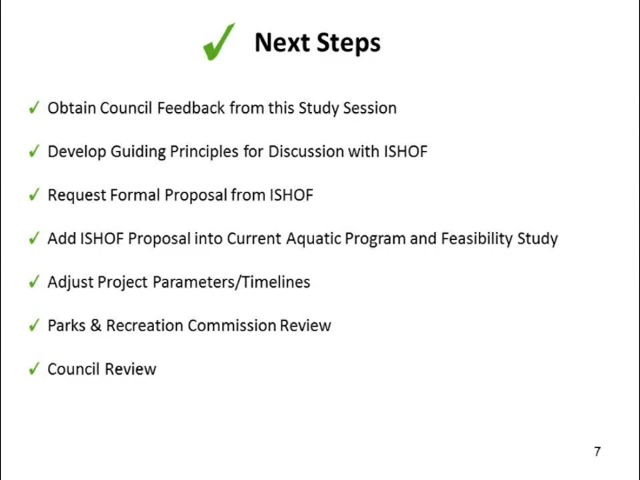 Next Steps
Obtain Council Feedback from this Study Session
Develop Guiding Principles for Discussion with ISHOF
Request Formal Proposal from ISHOF
Add ISHOF Proposal into Current Aquatic Program and Feasibility Study
Adjust Project Parameters/Timelines
Parks & Recreation Commission Review
Council Review
7